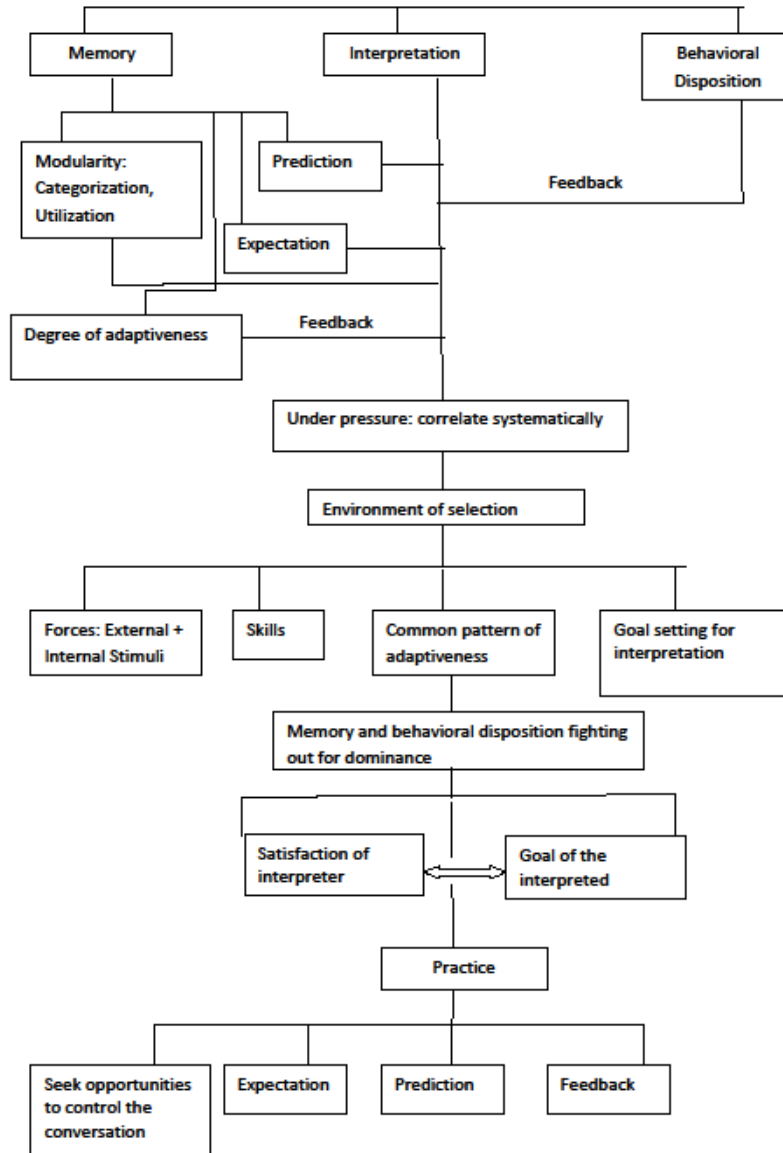 Memory
Interpretation
Behavioral
Disposition
Modularity:
Categorization,
Utilization
Prediction
Feedback
Expectation
Degree of adaptiveness
Feedback
Under pressure: correlate systematically
Environment of selection
Forces: External +
Internal Stimuli
Skills
Common pattern of
adaptiveness
Goal setting for
interpretation
Memory and behavioral disposition fighting
out for dominance
Satisfaction of
interpreter
Goal of the
interpreted
Practice
Seek opportunities
to control the
conversation
Expectation
Prediction
Feedback